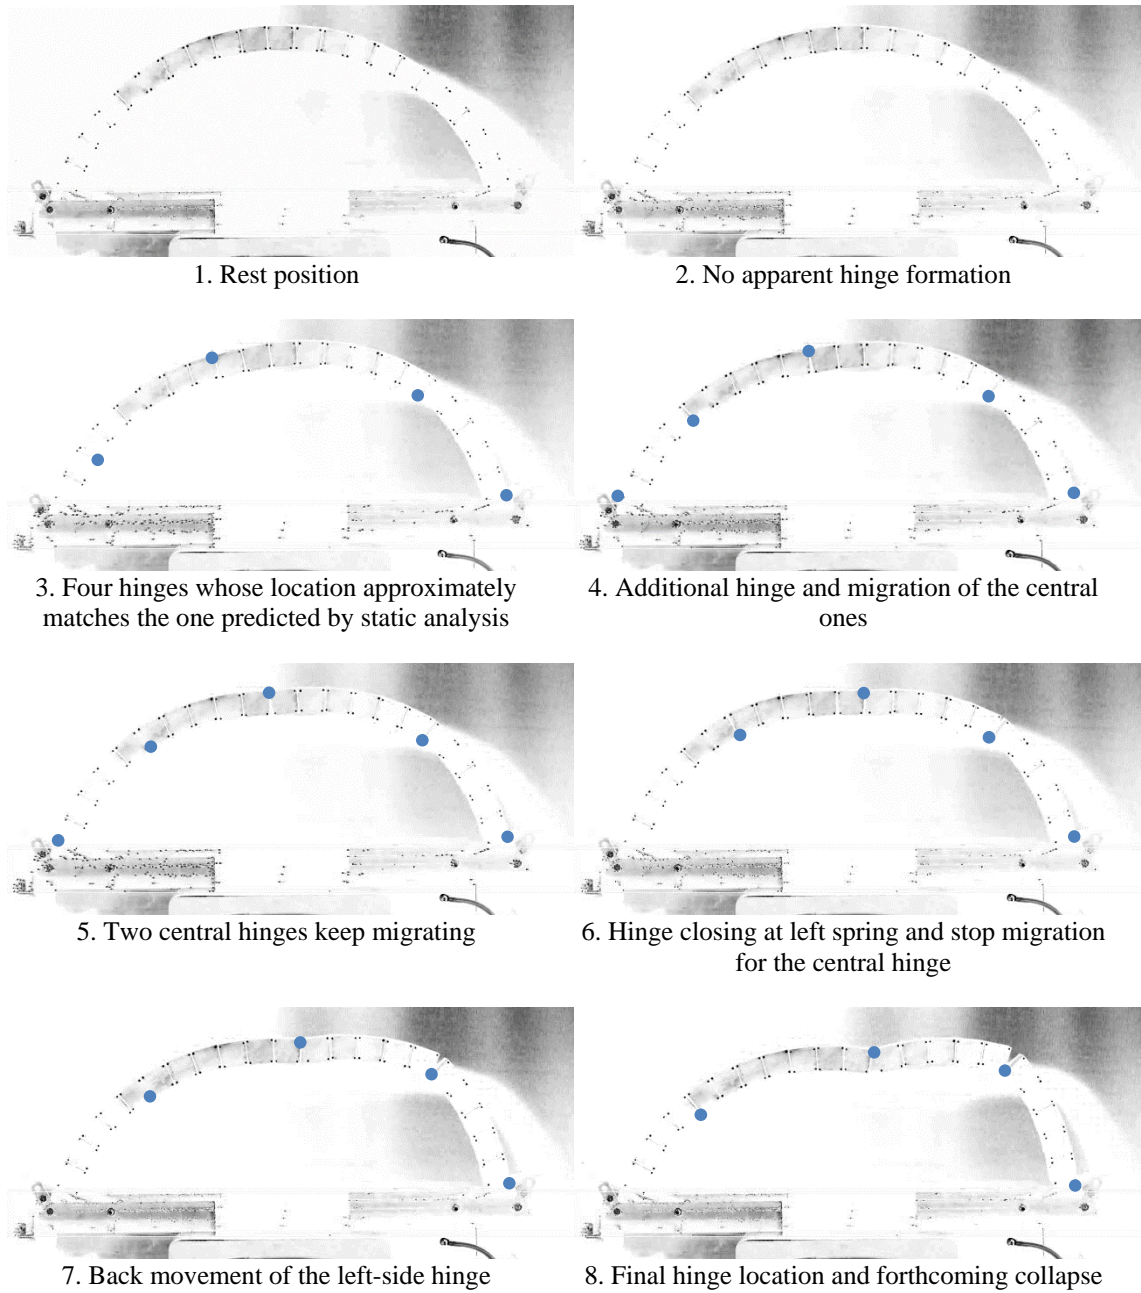 1. Rest position
2. No apparent hinge formation
3. Four hinges whose location approximately
matches the one predicted by static analysis
4. Additional hinge and migration of the central
ones
5. Two central hinges keep migrating
6. Hinge closing at left spring and stop migration
for the central hinge
7. Back movement of the left-side hinge
8. Final hinge location and forthcoming collapse